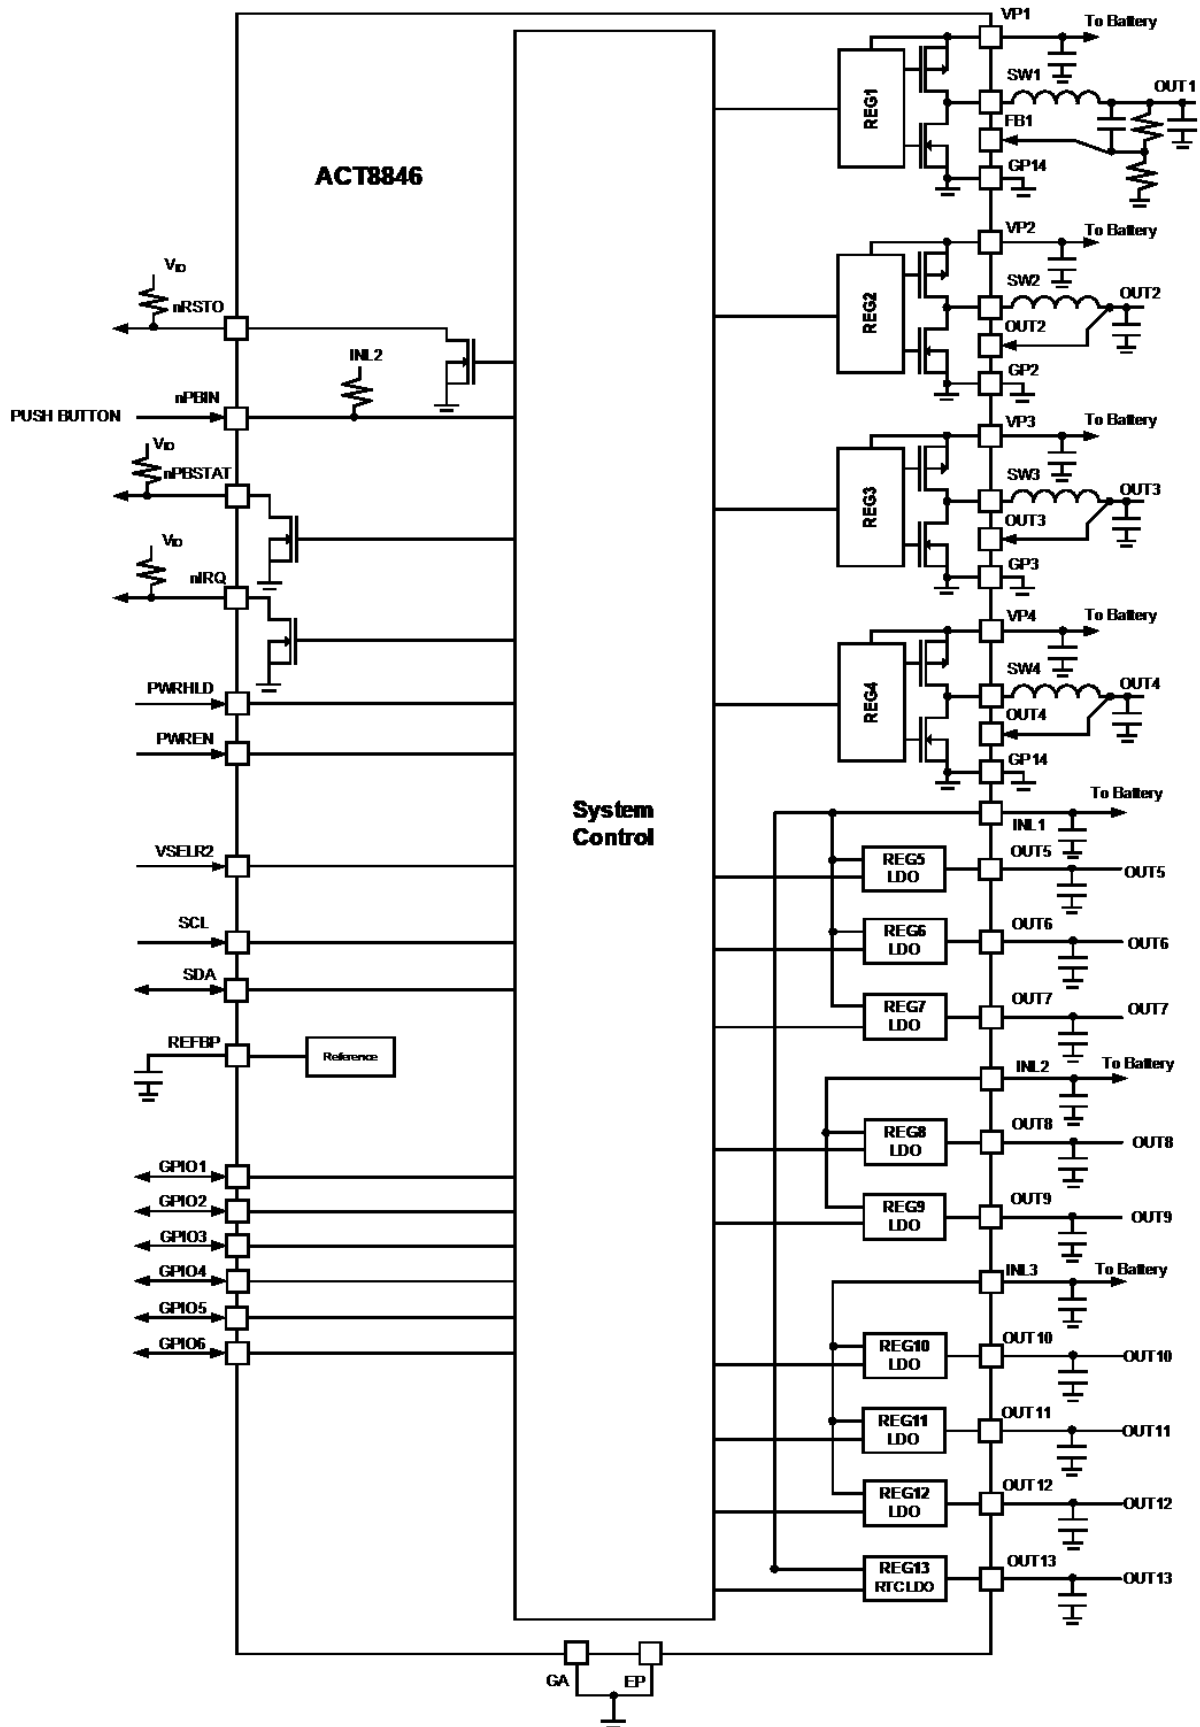 VP1
To Battery
SW1
OUT1
REG1
FB1
ACT8846
GP14
VP2
To Battery
VIO
SW2
nRSTO
REG2
OUT2
OUT2
INL2
GP2
nPBIN
PUSH BUTTON
VP3
To Battery
VIO
nPBSTAT
SW3
OUT3
REG3
OUT3
VIO
GP3
nIRQ
VP4
To Battery
SW4
PWRHLD
OUT4
REG4
OUT4
PWREN
GP14
To Battery
System
Control
INL1
VSELR2
REG5
LDO
OUT5
OUT5
SCL
REG6
LDO
OUT6
OUT6
SDA
REG7
LDO
OUT7
OUT7
REFBP
Reference
INL2
To Battery
REG8
LDO
OUT8
OUT8
GPIO1
GPIO2
REG9
LDO
OUT9
OUT9
GPIO3
GPIO4
INL3
To Battery
GPIO5
GPIO6
REG10
LDO
OUT10
OUT10
REG11
LDO
OUT11
OUT11
REG12
LDO
OUT12
OUT12
REG13
RTC LDO
OUT13
OUT13
GA
EP